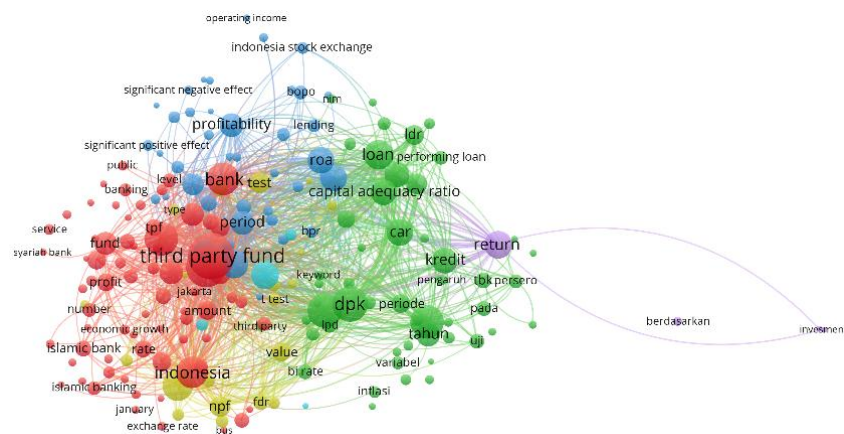 operating income
indonesia stock exchange
significant negative effect
bopo
nim
profitability
lending
ldr
significant positive effect
loan
performing loan
public
roa
level
bank
test
banking
capital adequacy ratio
type
service
tpf
period
bpr
car
return
syariah bank
fund
third party fund
kredit
keyword
pengaruh
tbk
persero
profit
jakarta
t test
number
amount
dpk
periode
pada
berdasarkan
invesmen
economic growth
third party
lpd
tahun
islamic bank
rate
value
uji
variabel
indonesia
bi rate
islamic banking
inflasi
january
npf
fdr
exchange rate
bus